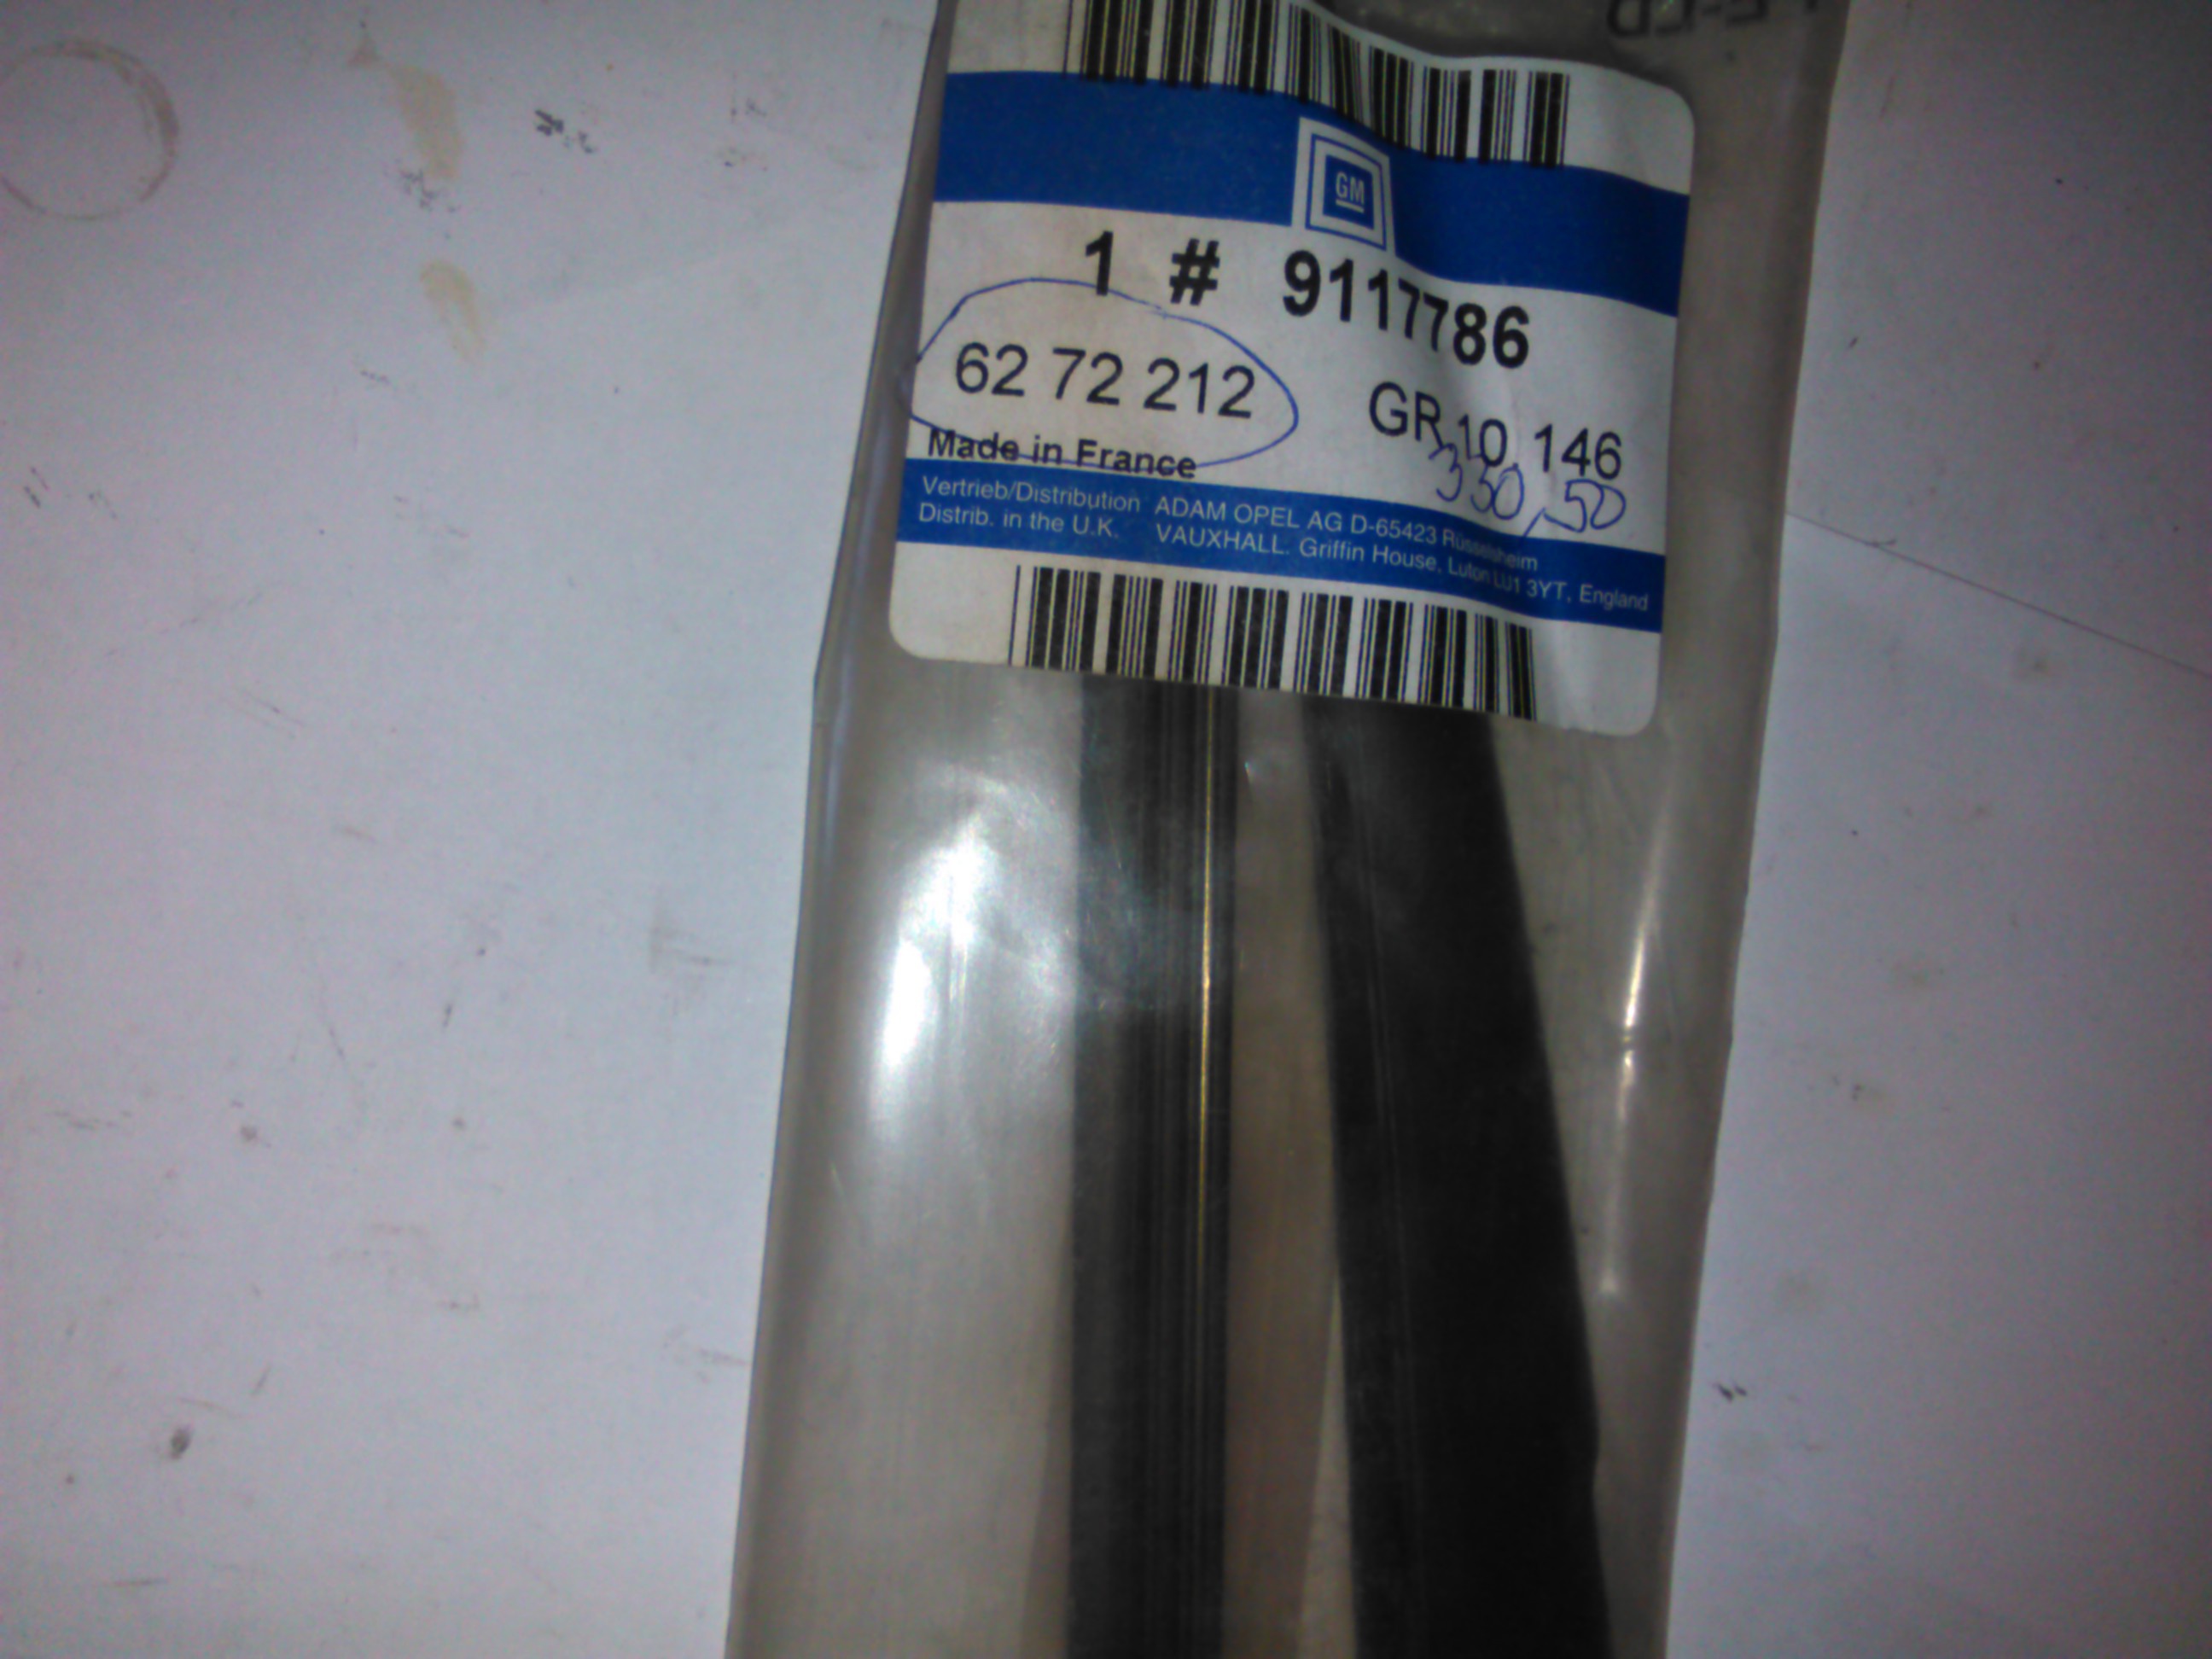 GM
1 # 9117786
62 72 212
GR 10 146
Made in France
330,50
Vertrieb/Distribution ADAM OPEL AG D-65423 Rüsselsheim
Distrib. in the U.K. VAUXHALL. Griffin House, Luton LU1 3YT, England